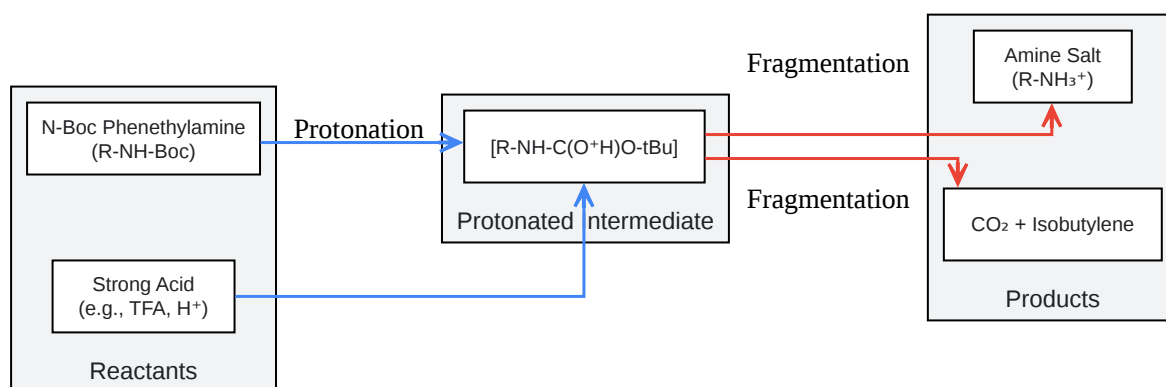 N-Boc Phenethylamine
(R-NH-Boc)
Strong Acid
(e.g., TFA, H⁺)
Reactants
Protonation
[R-NH-C(O⁺H)O-tBu]
Protonated Intermediate
Fragmentation
Fragmentation
Amine Salt
(R-NH₃⁺)
CO₂ + Isobutylene
Products